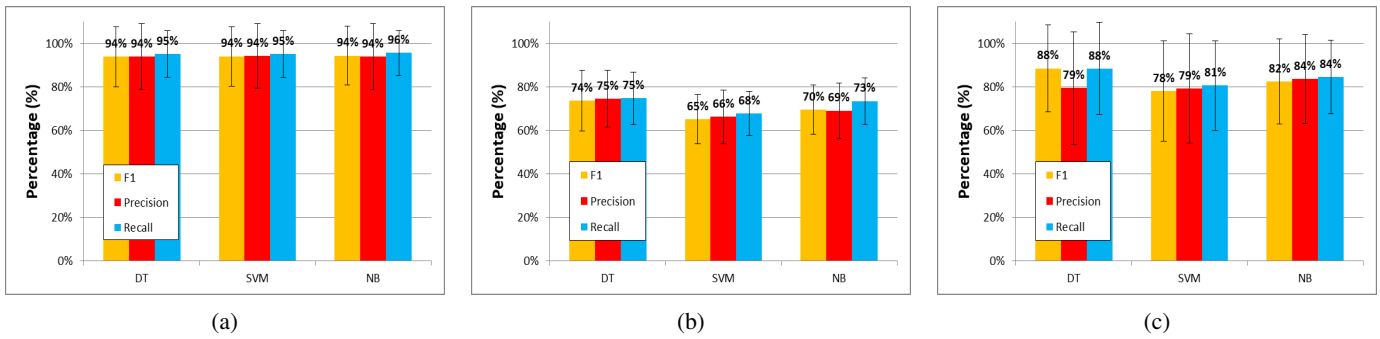 Percentage (%)
100%
80%
60%
40%
20%
0%
94% 94% 95% 94% 94% 95% 94% 94% 96%
F1
Precision
Recall
DT SVM NB
(a)
Percentage (%)
100%
80%
60%
40%
20%
0%
74% 75% 75% 65% 66% 68% 70% 69% 73%
F1
Precision
Recall
DT SVM NB
(b)
Percentage (%)
100%
80%
60%
40%
20%
0%
88% 79% 88% 78% 79% 81% 82% 84% 84%
F1
Precision
Recall
DT SVM NB
(c)